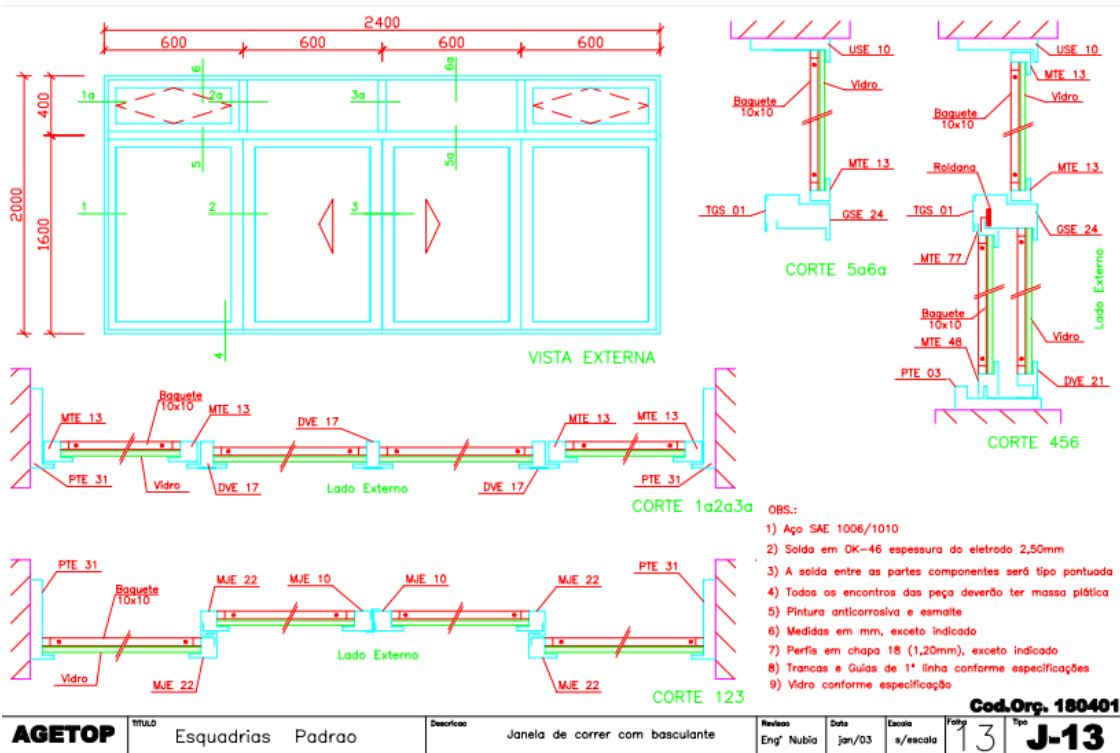 2400
600
600
600
600
400
2000
1600
6
6a
1a
2a
3a
5
5a
1
2
3
4
VISTA EXTERNA
USE 10
Vidro
Baguete
10x10
MTE 13
TGS 01
GSE 24
CORTE 5a6a
USE 10
MTE 13
Vidro
Baguete
10x10
MTE 13
Roldana
TGS 01
GSE 24
MTE 77
Lado Externo
Baguete
10x10
Vidro
MTE 48
PTE 03
DVE 21
CORTE 456
MTE 13
Baguete
10x10
MTE 13
DVE 17
MTE 13
MTE 13
PTE 31
Vidro
DVE 17
Lado Externo
DVE 17
PTE 31
CORTE 1a2a3a
PTE 31
Baguete
10x10
MJE 22
MJE 10
MJE 10
MJE 22
PTE 31
Vidro
MJE 22
Lado Externo
MJE 22
CORTE 123
OBS.:
1) Aço SAE 1006/1010
2) Solda em OK-46 espessura do eletrodo 2,50mm
3) A solda entre as partes componentes será tipo pontuada
4) Todos os encontros das peça deverão ter massa plática
5) Pintura anticorrosiva e esmalte
6) Medidas em mm, exceto indicado
7) Perfis em chapa 18 (1,20mm), exceto indicado
8) Trancas e Guias de 1ª linha conforme especificações
9) Vidro conforme especificação
Cod.Orç. 180401
AGETOP
TITULO
Esquadrias Padrao
Descricao
Janela de correr com basculante
Revisao
Engª Nubia
Data
jan/03
Escala
s/escala
Folha
13
Tipo
J-13